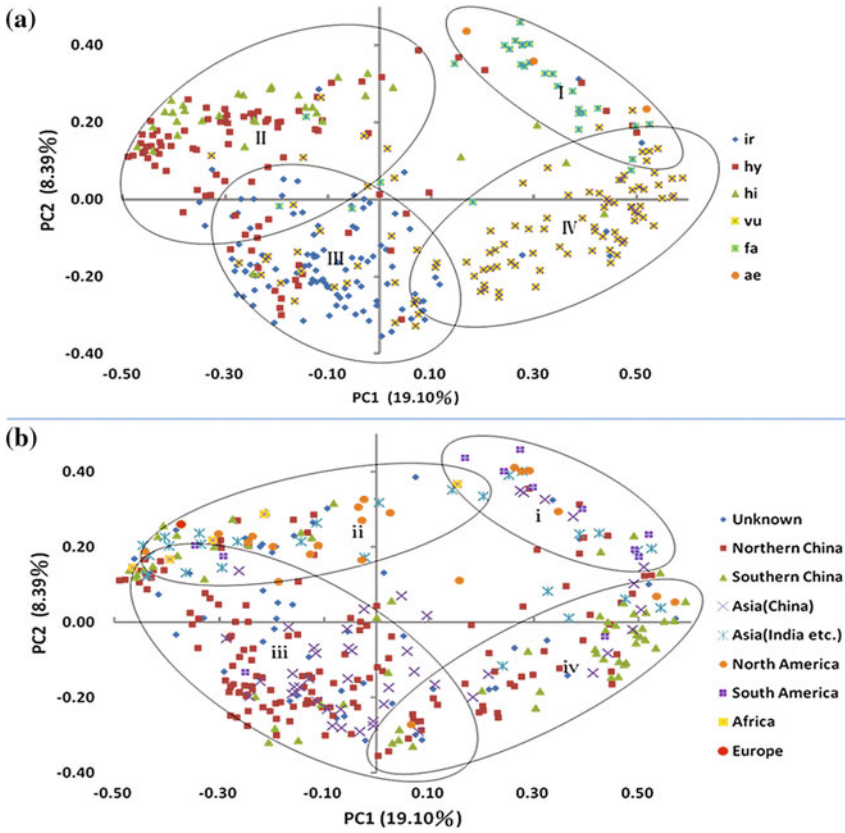 (a)
PC2 (8.39%)
0.40
0.20
0.00
-0.20
-0.40
I
II
III
IV
-0.50
-0.30
-0.10
0.10
0.30
0.50
PC1 (19.10%)
ir
hy
hi
vu
fa
ae
(b)
PC2 (8.39%)
0.40
0.20
0.00
-0.20
-0.40
i
ii
iii
iv
-0.50
-0.30
-0.10
0.10
0.30
0.50
PC1 (19.10%)
Unknown
Northern China
Southern China
Asia(China)
Asia(India etc.)
North America
South America
Africa
Europe